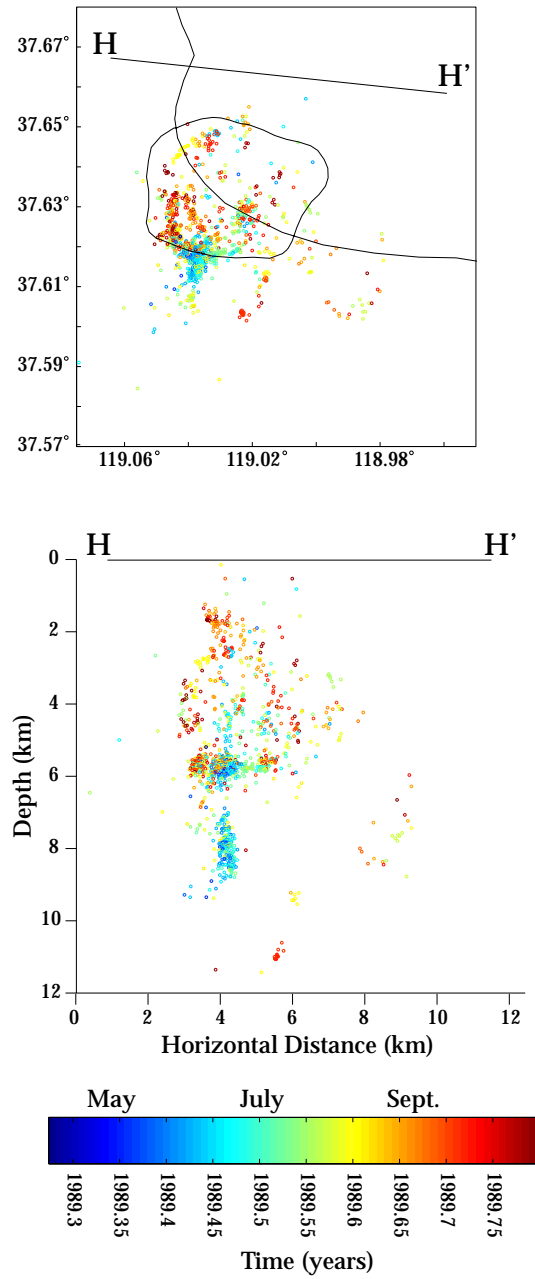 37.67°
H
H'
37.65°
37.63°
37.61°
37.59°
37.57°
119.06° 119.02° 118.98°
H H'
0
2
4
6
8
10
12
Depth (km)
0 2 4 6 8 10 12
Horizontal Distance (km)
May July Sept.
1989.3 1989.35 1989.4 1989.45 1989.5 1989.55 1989.6 1989.65 1989.7 1989.75
Time (years)